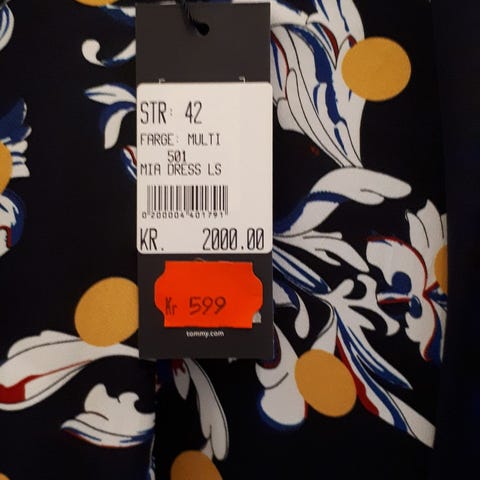 STR: 42
FARGE: MULTI
501
MIA DRESS LS
0200004401791
KR. 2000.00
Kr 599
tommy.com